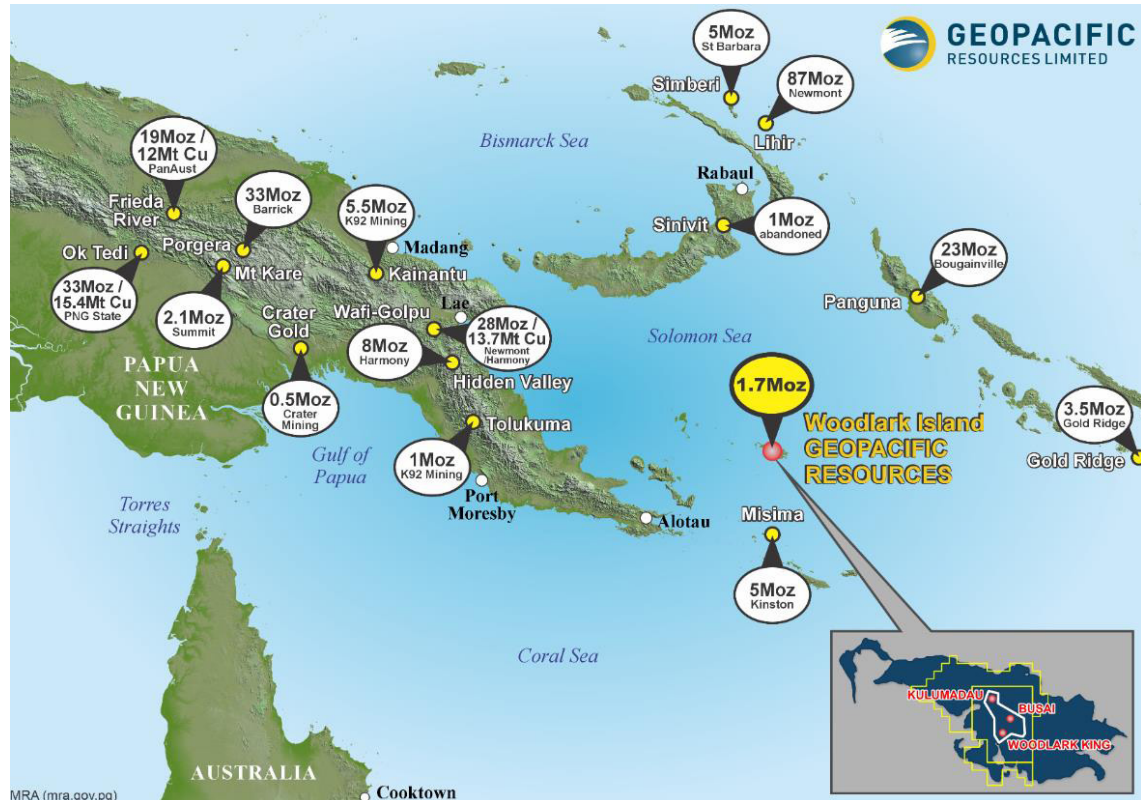 GEOPACIFIC
RESOURCES LIMITED
5Moz
St Barbara
Simberi
87Moz
Newmont
Lihir
Bismarck Sea
19Moz /
12Mt Cu
PanAust
Frieda
River
33Moz
Barrick
Porgera
5.5Moz
K92 Mining
Madang
Kainantu
Rabaul
Sinivit
1Moz
abandoned
Ok Tedi
33Moz/
15.4Mt Cu
PNG State
Mt Kare
2.1Moz
Summit
23Moz
Bougainville
Panguna
Crater
Gold
0.5Moz
Crater
Mining
Wafi-Golpu
Lae
28Moz /
13.7Mt Cu
Newmont
/Harmony
8Moz
Harmony
Hidden Valley
Solomon Sea
PAPUA
NEW
GUINEA
1.7Moz
Woodlark Island
GEOPACIFIC
RESOURCES
3.5Moz
Gold Ridge
Gold Ridge
Tolukuma
1Moz
K92 Mining
Gulf of
Papua
Port
Moresby
Alotau
Torres
Straights
Misima
5Moz
Kinston
Coral Sea
KULUMADAU
BUSAI
WOODLARK KING
AUSTRALIA
Cooktown
MRA (mra.gov.pg)